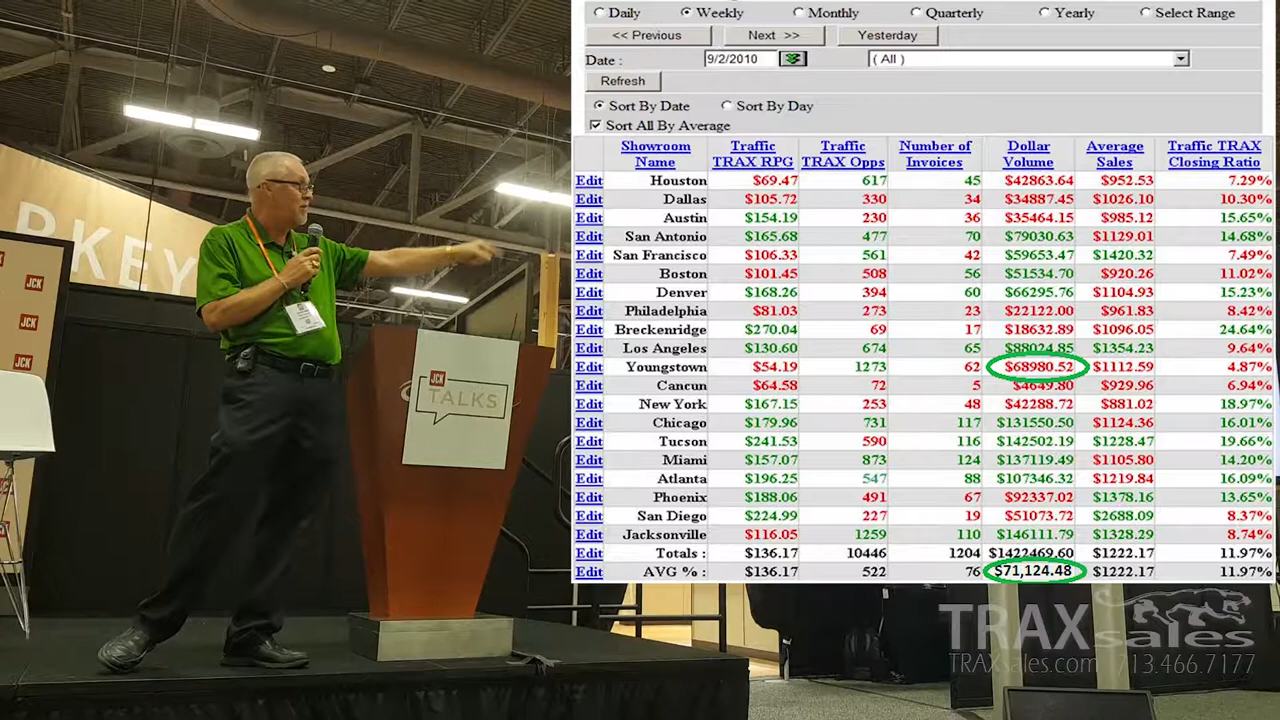 Daily Weekly Monthly Quarterly Yearly Select Range
<< Previous Next >> Yesterday
Date : 9/2/2010 ( All )
Refresh
Sort By Date Sort By Day
Sort All By Average
Showroom Name Traffic TRAX RPG Traffic TRAX Opps Number of Invoices Dollar Volume Average Sales Traffic TRAX Closing Ratio
Edit Houston $69.47 617 45 $42863.64 $952.53 7.29%
Edit Dallas $105.72 330 34 $34887.45 $1026.10 10.30%
Edit Austin $154.19 230 36 $35464.15 $985.12 15.65%
Edit San Antonio $165.68 477 70 $79030.63 $1129.01 14.68%
Edit San Francisco $106.33 561 42 $59653.47 $1420.32 7.49%
Edit Boston $101.45 508 56 $51534.70 $920.26 11.02%
Edit Denver $168.26 394 60 $66295.76 $1104.93 15.23%
Edit Philadelphia $81.03 273 23 $22122.00 $961.83 8.42%
Edit Breckenridge $270.04 69 17 $18632.89 $1096.05 24.64%
Edit Los Angeles $130.60 674 65 $88024.85 $1354.23 9.64%
Edit Youngstown $54.19 1273 62 $68980.52 $1112.59 4.87%
Edit Cancun $64.58 72 5 $4649.80 $929.96 6.94%
Edit New York $167.15 253 48 $42288.72 $881.02 18.97%
Edit Chicago $179.96 731 117 $131550.50 $1124.36 16.01%
Edit Tucson $241.53 590 116 $142502.19 $1228.47 19.66%
Edit Miami $157.07 873 124 $137119.49 $1105.80 14.20%
Edit Atlanta $196.25 547 88 $107346.32 $1219.84 16.09%
Edit Phoenix $188.06 491 67 $92337.02 $1378.16 13.65%
Edit San Diego $224.99 227 19 $51073.72 $2688.09 8.37%
Edit Jacksonville $116.05 1259 110 $146111.79 $1328.29 8.74%
Edit Totals : $136.17 10446 1204 $1422469.60 $1222.17 11.97%
Edit AVG % : $136.17 522 76 $71,124.48 $1222.17 11.97%
RKEY
JCK
JCK
JCK
JCK
TALKS
TRAXsales
TRAXsales.com 713.466.7177